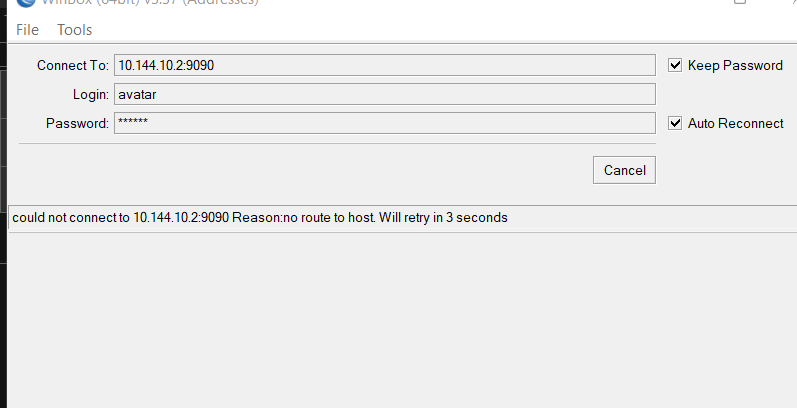 WinBox (64bit) v3.37 (Addresses)
File Tools
Connect To: 10.144.10.2:9090 Keep Password
Login: avatar
Password: ****** Auto Reconnect
Cancel
could not connect to 10.144.10.2:9090 Reason:no route to host. Will retry in 3 seconds